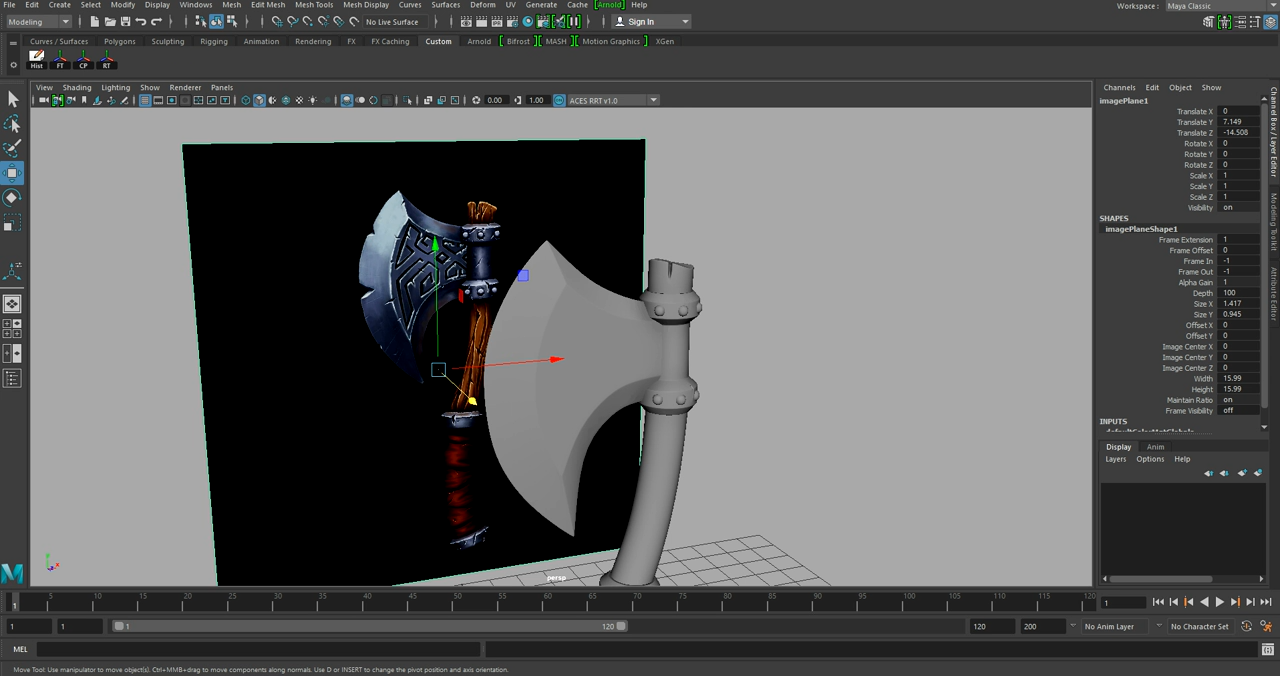 File Edit Create Select Modify Display Windows Mesh Edit Mesh Mesh Tools Mesh Display Curves Surfaces Deform UV Generate Cache [Arnold] Help
Workspace : Maya Classic
Modeling
No Live Surface
Sign In
Curves / Surfaces Polygons Sculpting Rigging Animation Rendering FX FX Caching Custom Arnold Bifrost MASH Motion Graphics XGen
Hist FT CP RT
View Shading Lighting Show Renderer Panels
0.00 1.00 ACES RRT v1.0
persp
Channels Edit Object Show
imagePlane1
Translate X 0
Translate Y 7.149
Translate Z -14.508
Rotate X 0
Rotate Y 0
Rotate Z 0
Scale X 1
Scale Y 1
Scale Z 1
Visibility on
SHAPES
imagePlaneShape1
Frame Extension 1
Frame Offset 0
Frame In -1
Frame Out -1
Alpha Gain 1
Depth 100
Size X 1.417
Size Y 0.945
Offset X 0
Offset Y 0
Image Center X 0
Image Center Y 0
Image Center Z 0
Width 15.99
Height 15.99
Maintain Ratio on
Frame Visibility off
INPUTS
Display Anim
Layers Options Help
Channel Box / Layer Editor
Modeling Toolkit
Attribute Editor
1 5 10 15 20 25 30 35 40 45 50 55 60 65 70 75 80 85 90 95 100 105 110 115 120
1
1 1 1 120 120 200 No Anim Layer No Character Set
MEL
Move Tool: Use manipulator to move object(s). Ctrl+MMB+drag to move components along normals. Use D or INSERT to change the pivot position and axis orientation.